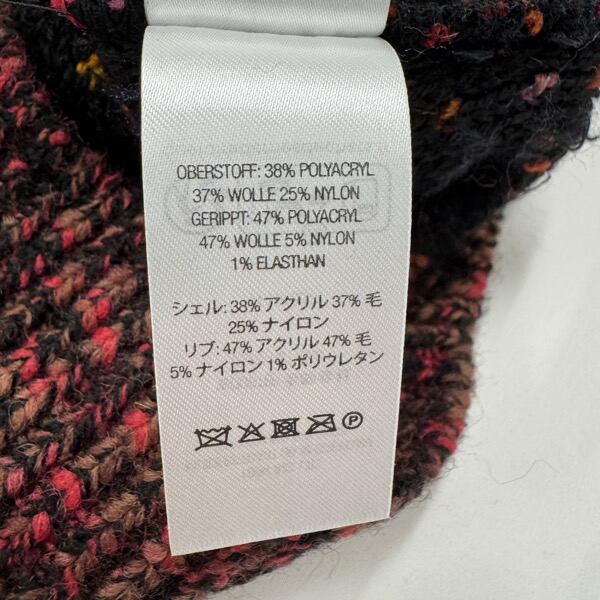 OBERSTOFF: 38% POLYACRYL
37% WOLLE 25% NYLON
GERIPPT: 47% POLYACRYL
47% WOLLE 5% NYLON
1% ELASTHAN
シェル: 38% アクリル 37% 毛
25% ナイロン
リブ: 47% アクリル 47% 毛
5% ナイロン 1% ポリウレタン
P